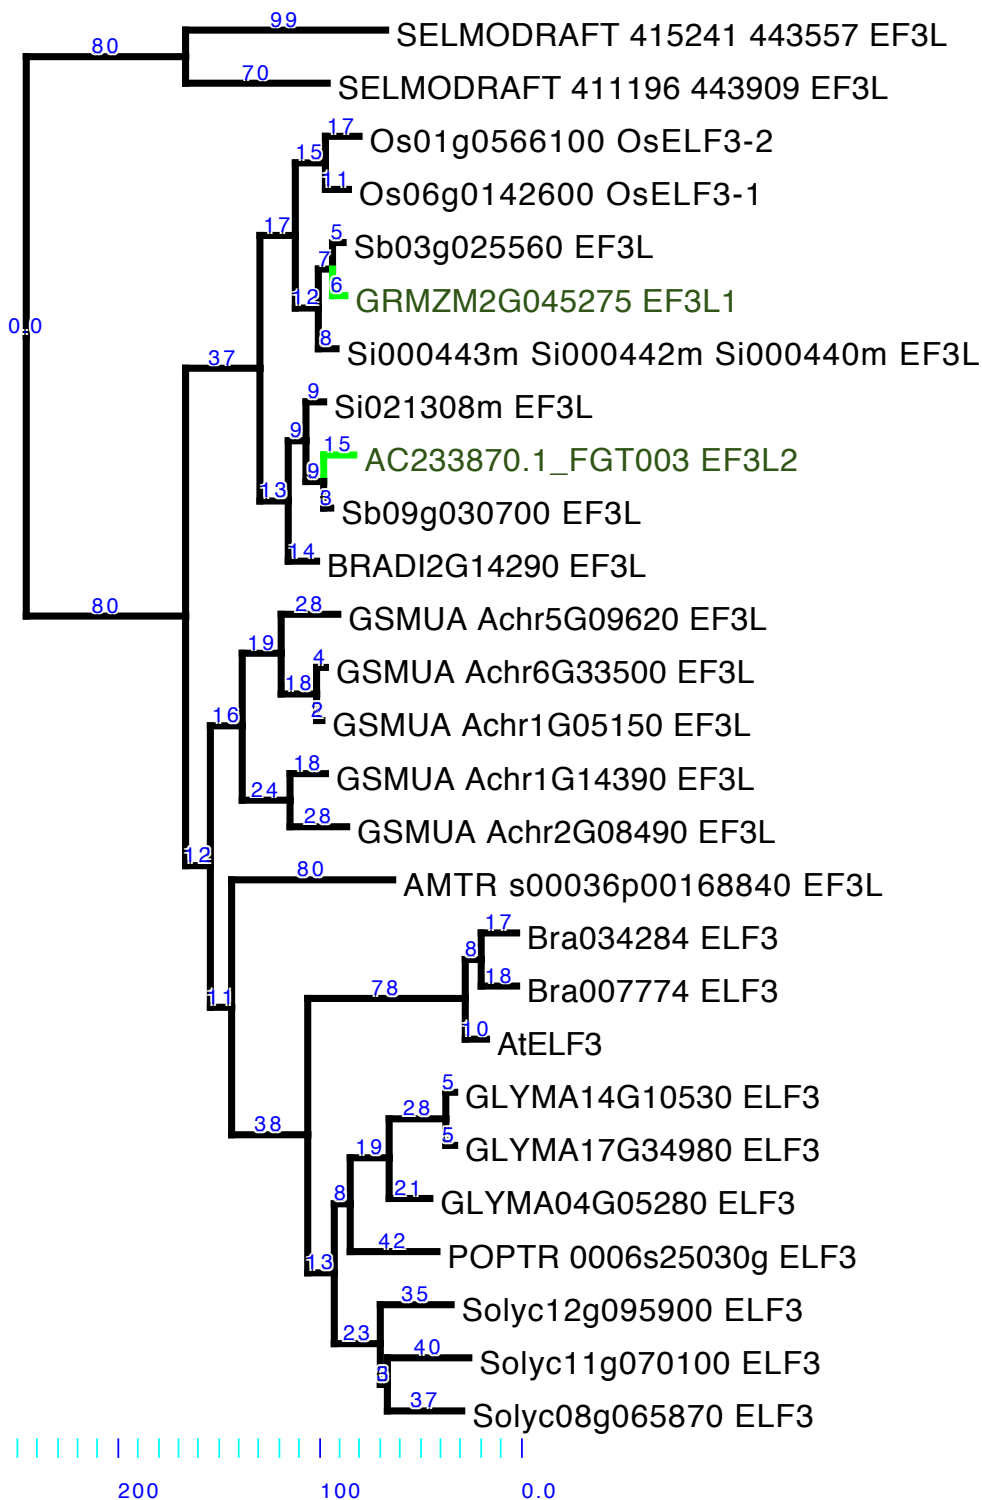 99
80
SELMODRAFT 415241 443557 EF3L
70
SELMODRAFT 411196 443909 EF3L
17
Os01g0566100 OsELF3-2
15
11
Os06g0142600 OsELF3-1
17
5
Sb03g025560 EF3L
7
6
12
GRMZM2G045275 EF3L1
0.0
8
Si000443m Si000442m Si000440m EF3L
37
9
Si021308m EF3L
9
15
AC233870.1_FGT003 EF3L2
9
13
3
Sb09g030700 EF3L
14
BRADI2G14290 EF3L
80
28
GSMUA Achr5G09620 EF3L
19
4
GSMUA Achr6G33500 EF3L
18
16
2
GSMUA Achr1G05150 EF3L
18
GSMUA Achr1G14390 EF3L
24
28
GSMUA Achr2G08490 EF3L
12
80
AMTR s00036p00168840 EF3L
17
Bra034284 ELF3
8
18
Bra007774 ELF3
78
11
10
AtELF3
5
GLYMA14G10530 ELF3
28
38
5
GLYMA17G34980 ELF3
19
21
GLYMA04G05280 ELF3
8
42
POPTR 0006s25030g ELF3
13
35
Solyc12g095900 ELF3
23
40
Solyc11g070100 ELF3
37
Solyc08g065870 ELF3
200 100 0.0